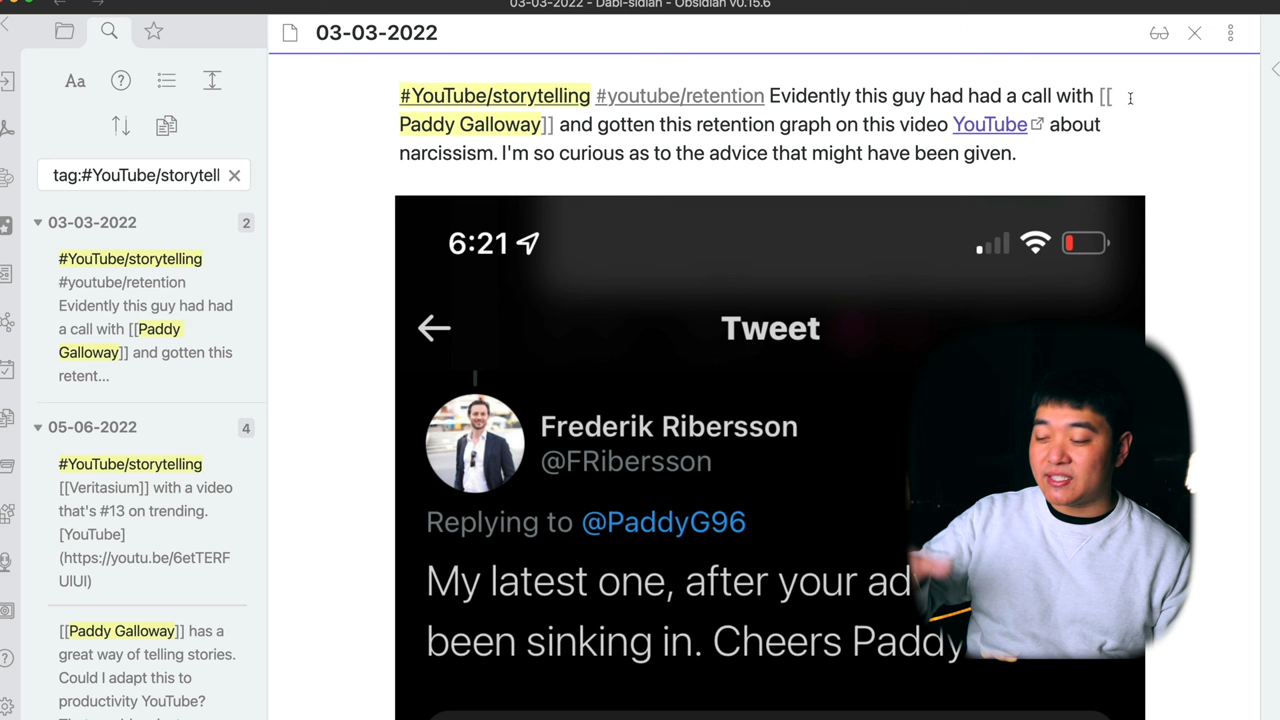 03-03-2022 - Dabi-sidian - Obsidian v0.15.6
03-03-2022
Aa
tag:#YouTube/storytell
03-03-2022 2
#YouTube/storytelling
#youtube/retention
Evidently this guy had had
a call with [[Paddy
Galloway]] and gotten this
retent...
05-06-2022 4
#YouTube/storytelling
[[Veritasium]] with a video
that's #13 on trending.
[YouTube]
(https://youtu.be/6etTERF
UlUI)
[[Paddy Galloway]] has a
great way of telling stories.
Could I adapt this to
productivity YouTube?
#YouTube/storytelling #youtube/retention Evidently this guy had had a call with [[
Paddy Galloway]] and gotten this retention graph on this video YouTube about
narcissism. I'm so curious as to the advice that might have been given.
6:21
Tweet
Frederik Ribersson
@FRibersson
Replying to @PaddyG96
My latest one, after your ad
been sinking in. Cheers Paddy